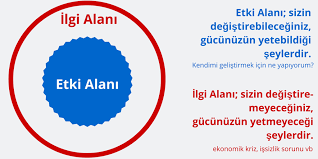 İlgi Alanı
Etki Alanı
Etki Alanı; sizin
değiştirebileceğiniz,
gücünüzün yetebildiği
şeylerdir.
Kendimi geliştirmek için ne yapıyorum?
İlgi Alanı; sizin değiştire-
meyeceğiniz,
gücünüzün yetmeyeceği
şeylerdir.
ekonomik kriz, işsizlik sorunu vb